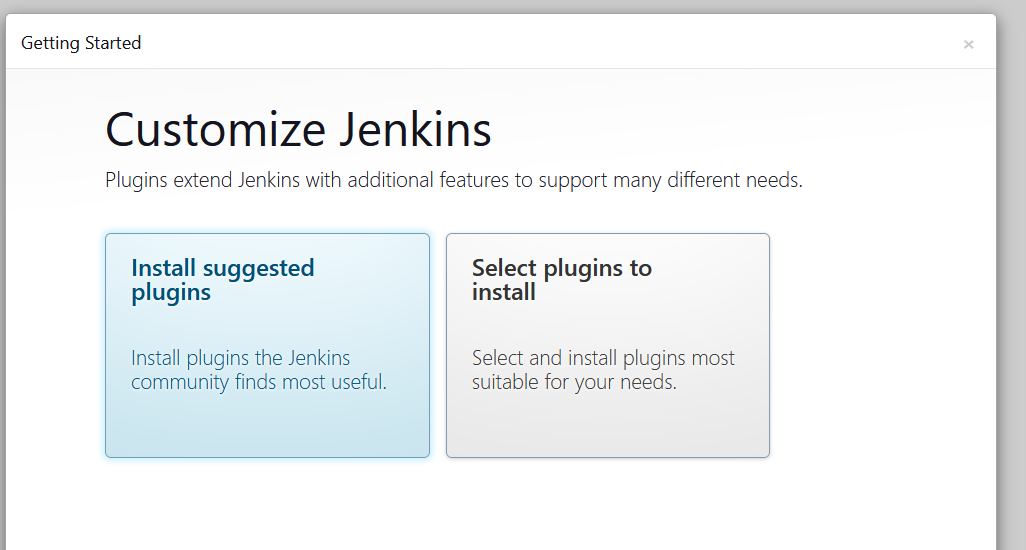 Getting Started
×
Customize Jenkins
Plugins extend Jenkins with additional features to support many different needs.
Install suggested
plugins
Install plugins the Jenkins
community finds most useful.
Select plugins to
install
Select and install plugins most
suitable for your needs.